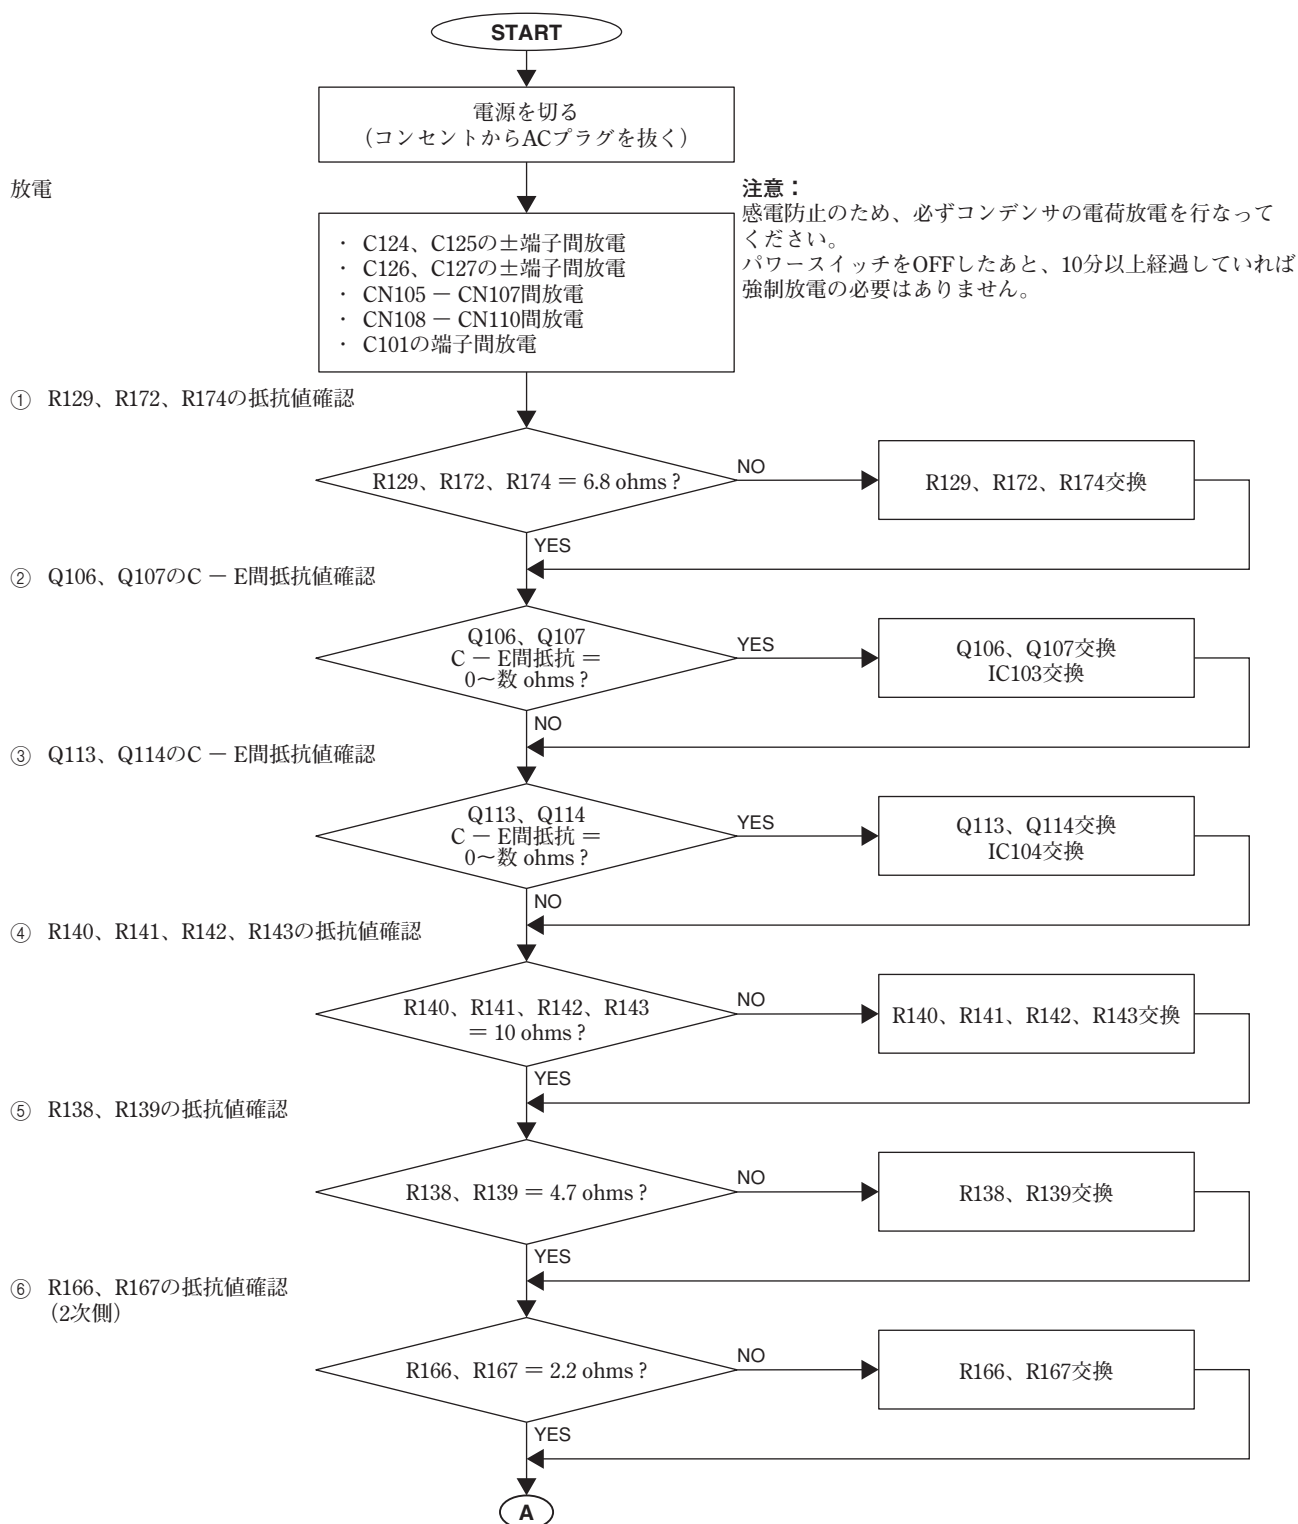 START
電源を切る
（コンセントからACプラグを抜く）
放電
注意：
感電防止のため、必ずコンデンサの電荷放電を行なって
ください。
パワースイッチをOFFしたあと、10分以上経過していれば
強制放電の必要はありません。
・ C124、C125の±端子間放電
・ C126、C127の±端子間放電
・ CN105 － CN107間放電
・ CN108 － CN110間放電
・ C101の端子間放電
① R129、R172、R174の抵抗値確認
R129、R172、R174 ＝ 6.8 ohms ?
NO
R129、R172、R174交換
YES
② Q106、Q107のC － E間抵抗値確認
Q106、Q107
C － E間抵抗 ＝
0～数 ohms ?
YES
Q106、Q107交換
IC103交換
NO
③ Q113、Q114のC － E間抵抗値確認
Q113、Q114
C － E間抵抗 ＝
0～数 ohms ?
YES
Q113、Q114交換
IC104交換
NO
④ R140、R141、R142、R143の抵抗値確認
R140、R141、R142、R143
＝ 10 ohms ?
NO
R140、R141、R142、R143交換
YES
⑤ R138、R139の抵抗値確認
R138、R139 ＝ 4.7 ohms ?
NO
R138、R139交換
YES
⑥ R166、R167の抵抗値確認
（2次側）
R166、R167 ＝ 2.2 ohms ?
NO
R166、R167交換
YES
A